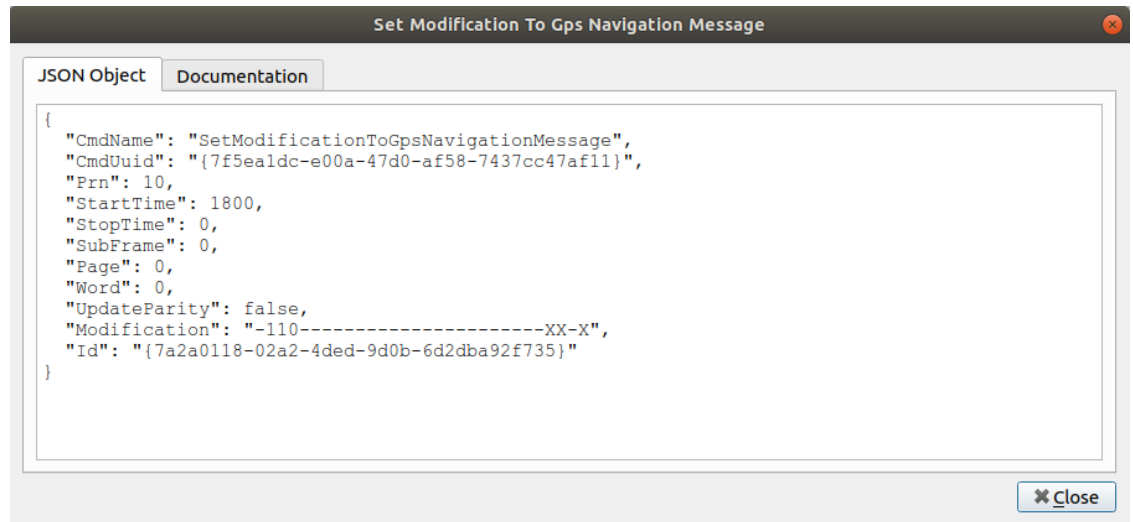 Set Modification To Gps Navigation Message
JSON Object
Documentation
{
"CmdName": "SetModificationToGpsNavigationMessage",
"CmdUuid": "{7f5ea1dc-e00a-47d0-af58-7437cc47af11}",
"Prn": 10,
"StartTime": 1800,
"StopTime": 0,
"SubFrame": 0,
"Page": 0,
"Word": 0,
"UpdateParity": false,
"Modification": "-110----------------------XX-X",
"Id": "{7a2a0118-02a2-4ded-9d0b-6d2dba92f735}"
}
Close